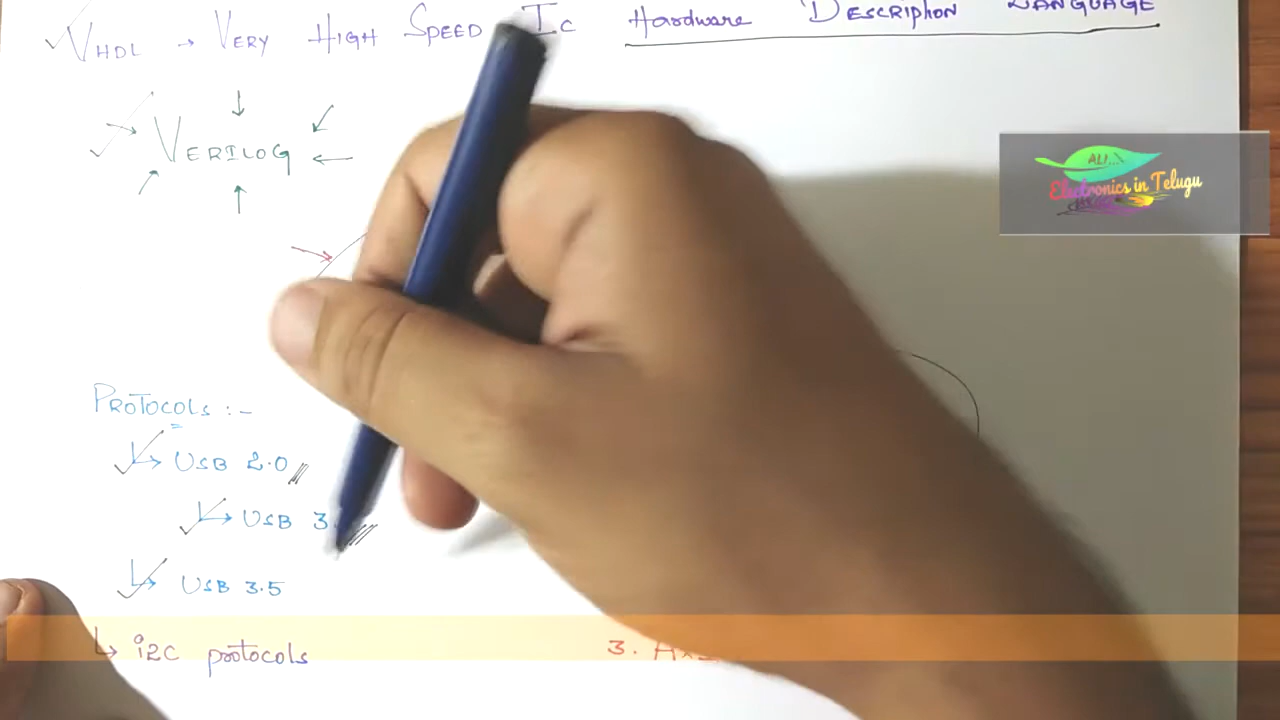 VHDL → VERY HIGH SPEED IC Hardware DESCRIPTION LANGUAGE
VERILOG
ALI...
Electronics in Telugu
PROTOCOLS :-
USB 2.0
USB 3.
USB 3.5
i2C protocols
3.